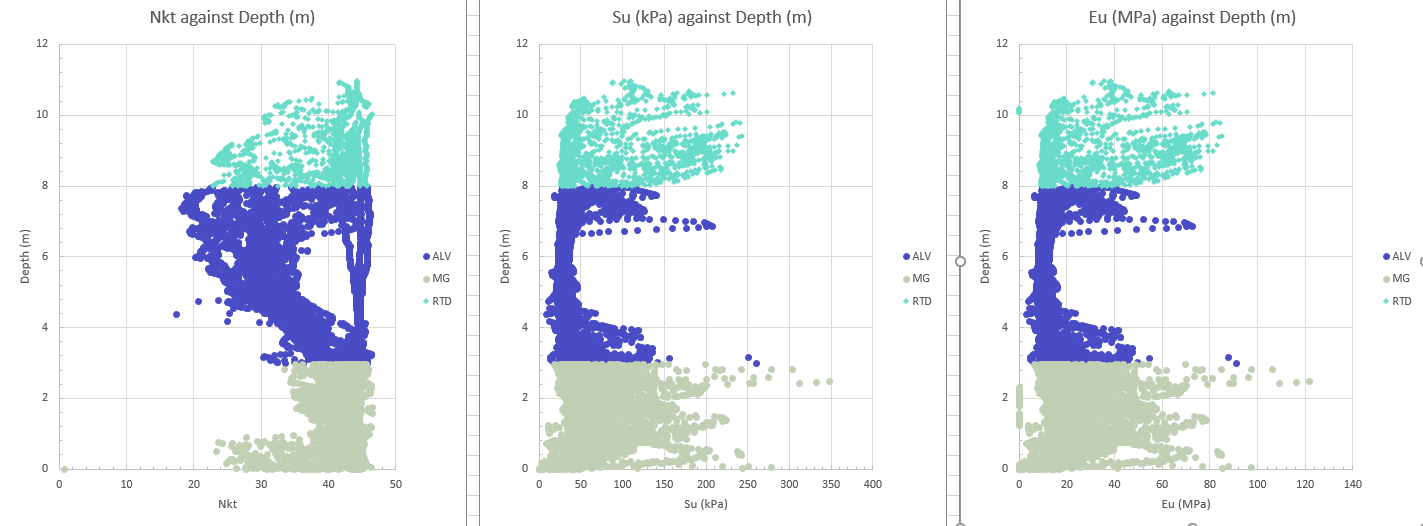 Nkt against Depth (m)
12
10
8
6
4
2
0
0 10 20 30 40 50
Depth (m)
Nkt
ALV
MG
RTD
Su (kPa) against Depth (m)
12
10
8
6
4
2
0
0 50 100 150 200 250 300 350 400
Depth (m)
Su (kPa)
ALV
MG
RTD
Eu (MPa) against Depth (m)
12
10
8
6
4
2
0
0 20 40 60 80 100 120 140
Depth (m)
Eu (MPa)
ALV
MG
RTD